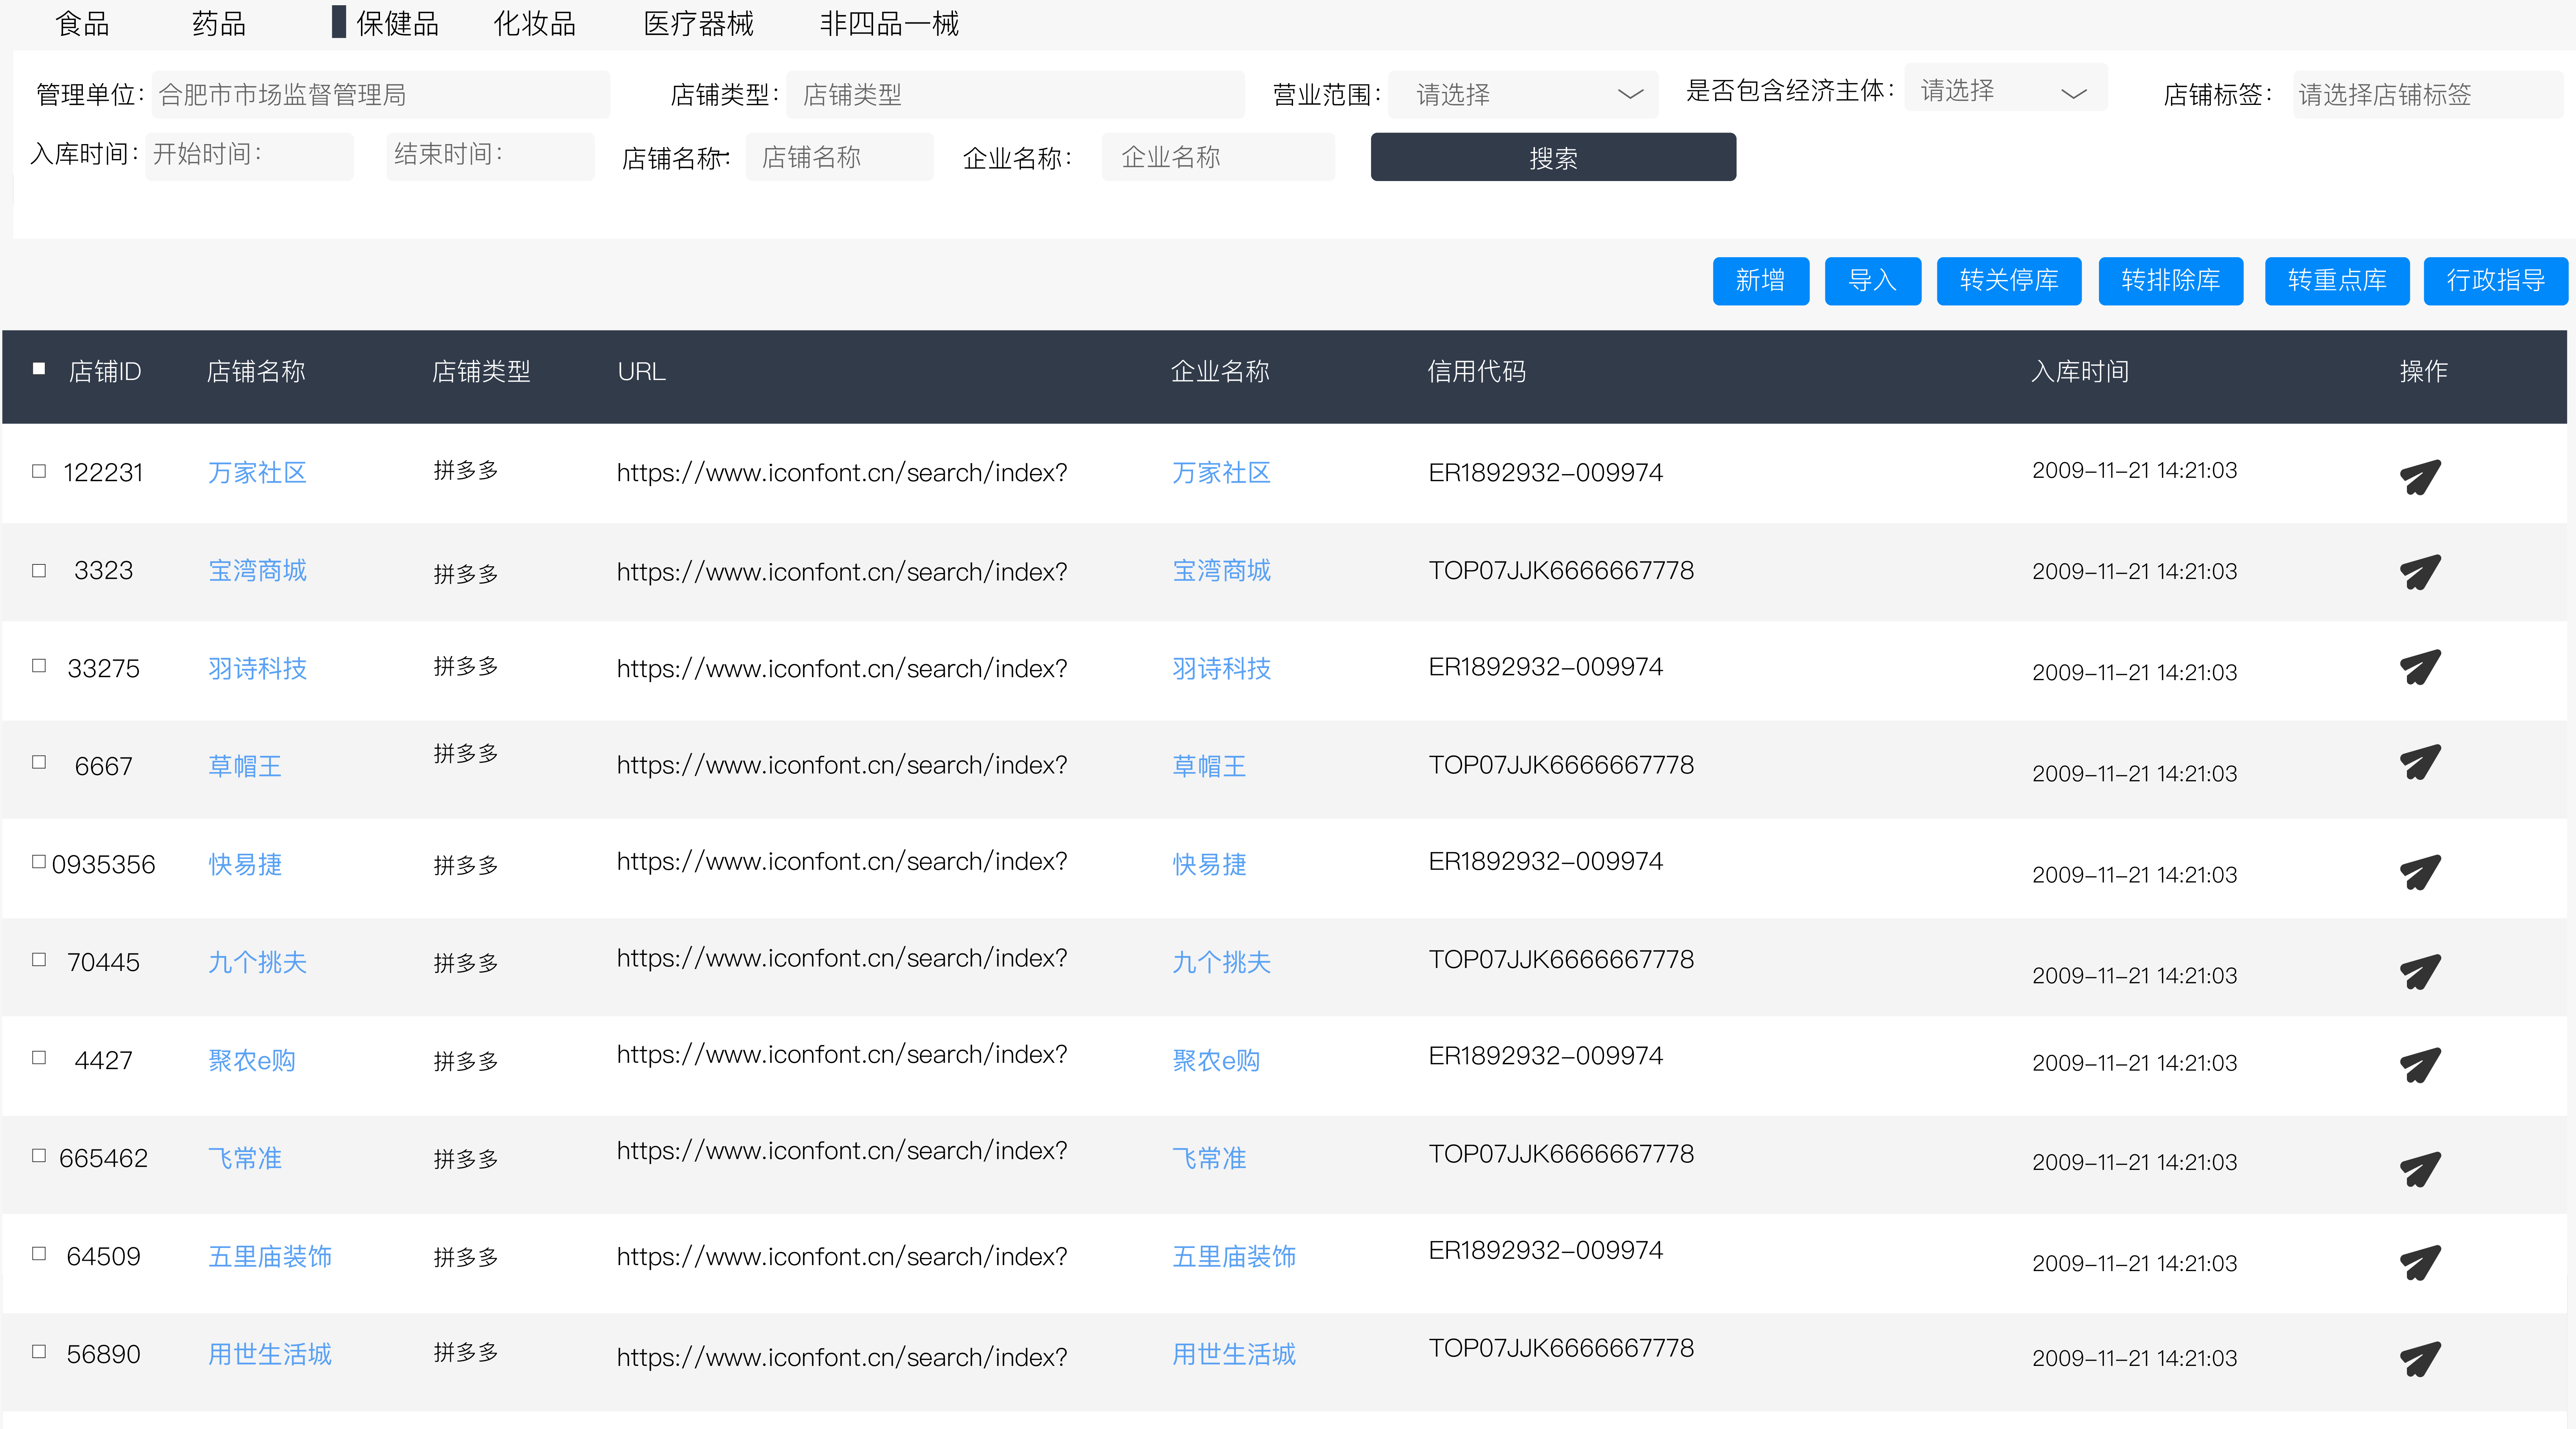 食品 药品 保健品 化妆品 医疗器械 非四品一械
管理单位： 合肥市市场监督管理局 店铺类型： 店铺类型 营业范围： 请选择 是否包含经济主体： 请选择 店铺标签： 请选择店铺标签
入库时间： 开始时间： 结束时间： 店铺名称： 店铺名称 企业名称： 企业名称 搜索
新增 导入 转关停库 转排除库 转重点库 行政指导
店铺ID 店铺名称 店铺类型 URL 企业名称 信用代码 入库时间 操作
122231 万家社区 拼多多 https://www.iconfont.cn/search/index? 万家社区 ER1892932-009974 2009-11-21 14:21:03
3323 宝湾商城 拼多多 https://www.iconfont.cn/search/index? 宝湾商城 TOP07JJK6666667778 2009-11-21 14:21:03
33275 羽诗科技 拼多多 https://www.iconfont.cn/search/index? 羽诗科技 ER1892932-009974 2009-11-21 14:21:03
6667 草帽王 拼多多 https://www.iconfont.cn/search/index? 草帽王 TOP07JJK6666667778 2009-11-21 14:21:03
0935356 快易捷 拼多多 https://www.iconfont.cn/search/index? 快易捷 ER1892932-009974 2009-11-21 14:21:03
70445 九个挑夫 拼多多 https://www.iconfont.cn/search/index? 九个挑夫 TOP07JJK6666667778 2009-11-21 14:21:03
4427 聚农e购 拼多多 https://www.iconfont.cn/search/index? 聚农e购 ER1892932-009974 2009-11-21 14:21:03
665462 飞常准 拼多多 https://www.iconfont.cn/search/index? 飞常准 TOP07JJK6666667778 2009-11-21 14:21:03
64509 五里庙装饰 拼多多 https://www.iconfont.cn/search/index? 五里庙装饰 ER1892932-009974 2009-11-21 14:21:03
56890 用世生活城 拼多多 https://www.iconfont.cn/search/index? 用世生活城 TOP07JJK6666667778 2009-11-21 14:21:03